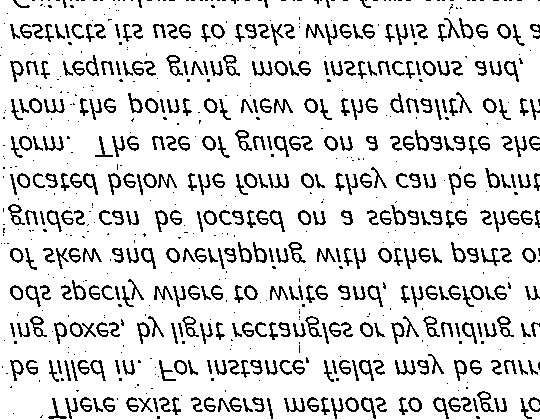 There exist several methods to design fo
be filled in. For instance, fields may be surr
ing boxes, by light rectangles or by guiding ru
ods specify where to write and, therefore, m
of skew and overlapping with other parts o
guides can be located on a separate sheet
located below the form or they can be print
form. The use of guides on a separate she
from the point of view of the quality of th
but requires giving more instructions and,
restricts its use to tasks where this type of a